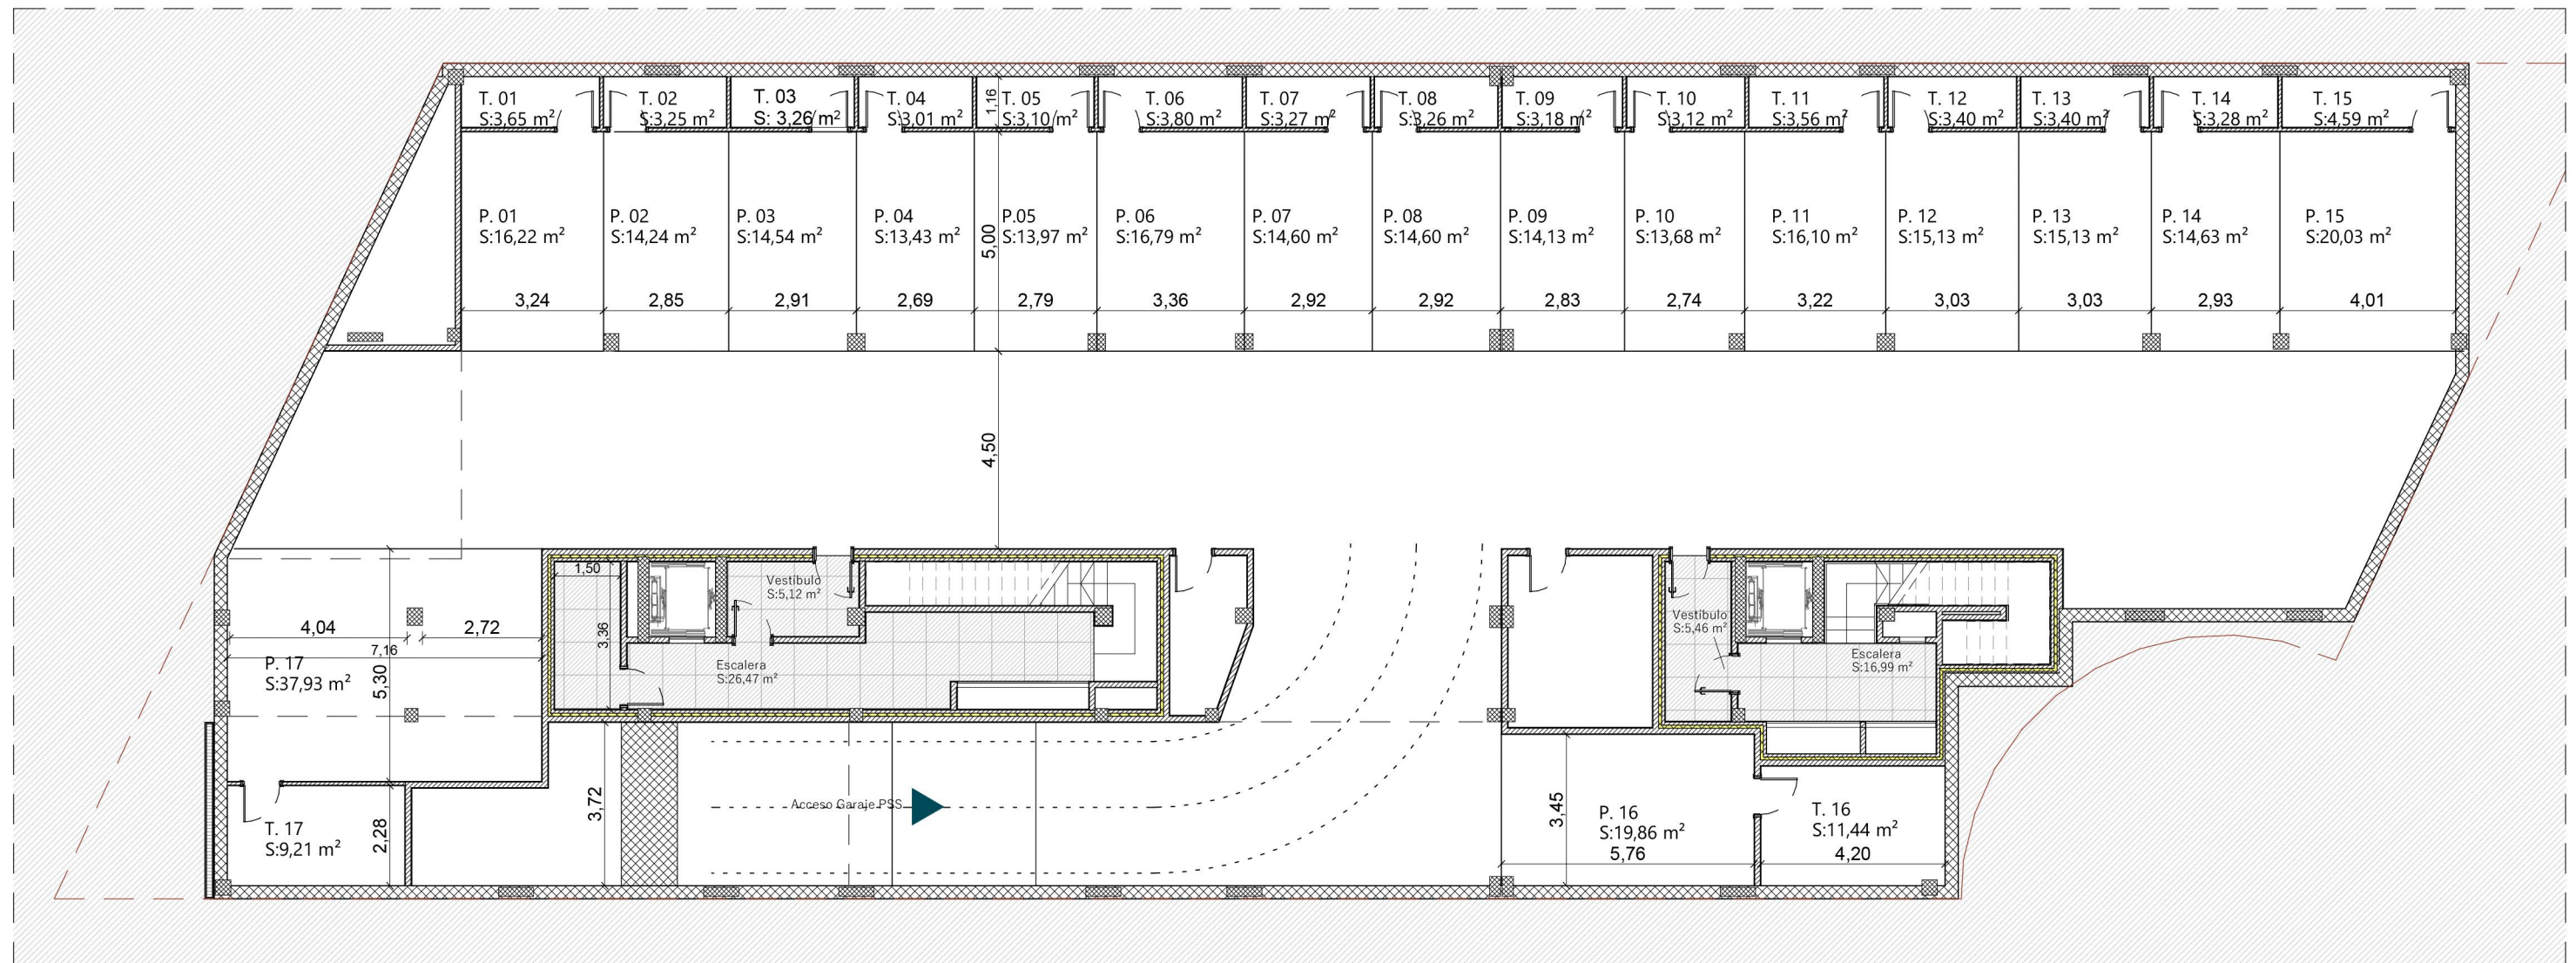 T. 01
S:3,65 m²
T. 02
S:3,25 m²
T. 03
S: 3,26 m²
T. 04
S:3,01 m²
1,16
T. 05
S:3,10 m²
T. 06
S:3,80 m²
T. 07
S:3,27 m²
T. 08
S:3,26 m²
T. 09
S:3,18 m²
T. 10
S:3,12 m²
T. 11
S:3,56 m²
T. 12
S:3,40 m²
T. 13
S:3,40 m²
T. 14
S:3,28 m²
T. 15
S:4,59 m²
P. 01
S:16,22 m²
P. 02
S:14,24 m²
P. 03
S:14,54 m²
P. 04
S:13,43 m²
5,00
P.05
S:13,97 m²
P. 06
S:16,79 m²
P. 07
S:14,60 m²
P. 08
S:14,60 m²
P. 09
S:14,13 m²
P. 10
S:13,68 m²
P. 11
S:16,10 m²
P. 12
S:15,13 m²
P. 13
S:15,13 m²
P. 14
S:14,63 m²
P. 15
S:20,03 m²
3,24
2,85
2,91
2,69
2,79
3,36
2,92
2,92
2,83
2,74
3,22
3,03
3,03
2,93
4,01
4,50
1,50
Vestíbulo
S:5,12 m²
3,36
Escalera
S:26,47 m²
Vestíbulo
S:5,46 m²
Escalera
S:16,99 m²
4,04
2,72
7,16
P. 17
S:37,93 m²
5,30
T. 17
S:9,21 m²
2,28
3,72
Acceso Garaje PSS
3,45
P. 16
S:19,86 m²
5,76
T. 16
S:11,44 m²
4,20